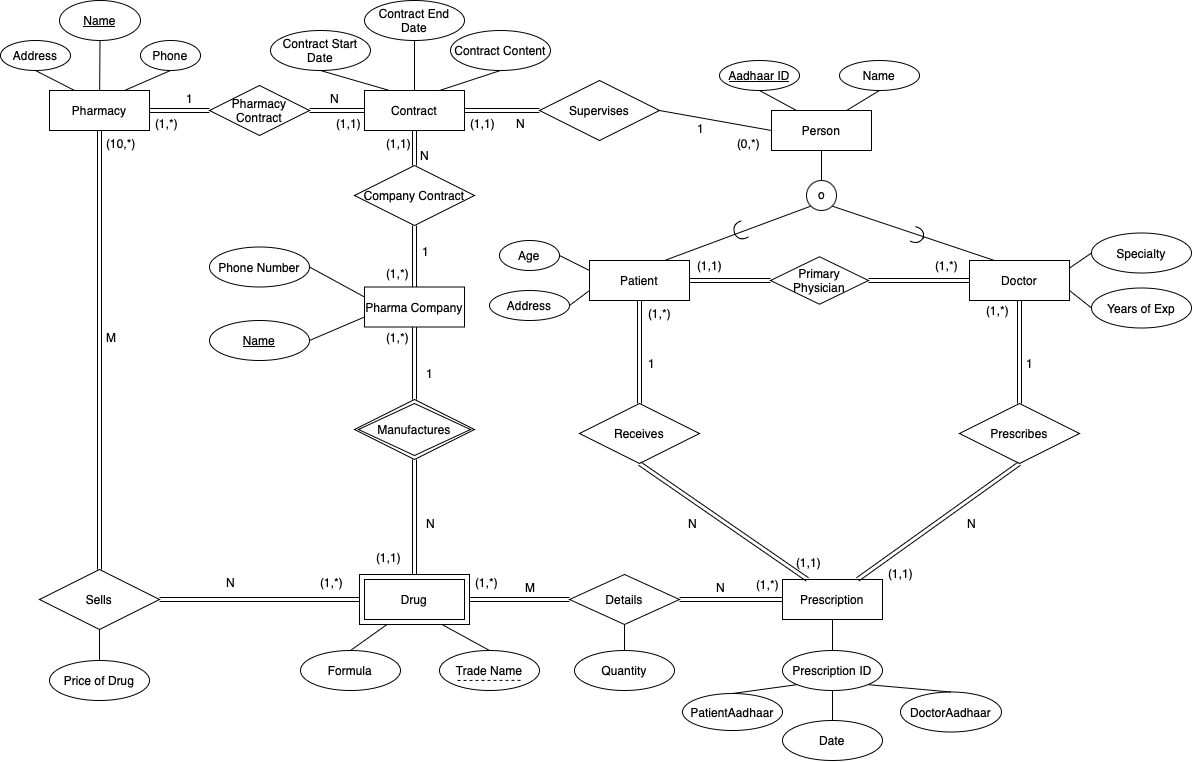 Name
Address
Phone
Contract Start
Date
Contract End
Date
Contract Content
Aadhaar ID
Name
Pharmacy
1
Pharmacy
Contract
N
Contract
N
Supervises
1
Person
(1,*)
(1,1)
(1,1)
(0,*)
(10,*)
(1,1)
N
Company Contract
o
1
(1,*)
Phone Number
Name
Pharma Company
(1,*)
Age
Address
Patient
(1,1)
Primary
Physician
(1,*)
Doctor
Specialty
Years of Exp
(1,*)
(1,*)
M
1
1
1
Manufactures
Receives
Prescribes
N
N
N
(1,1)
(1,1)
(1,1)
Sells
N
(1,*)
Drug
(1,*)
M
Details
N
(1,*)
Prescription
Price of Drug
Formula
Trade Name
Quantity
Prescription ID
PatientAadhaar
Date
DoctorAadhaar